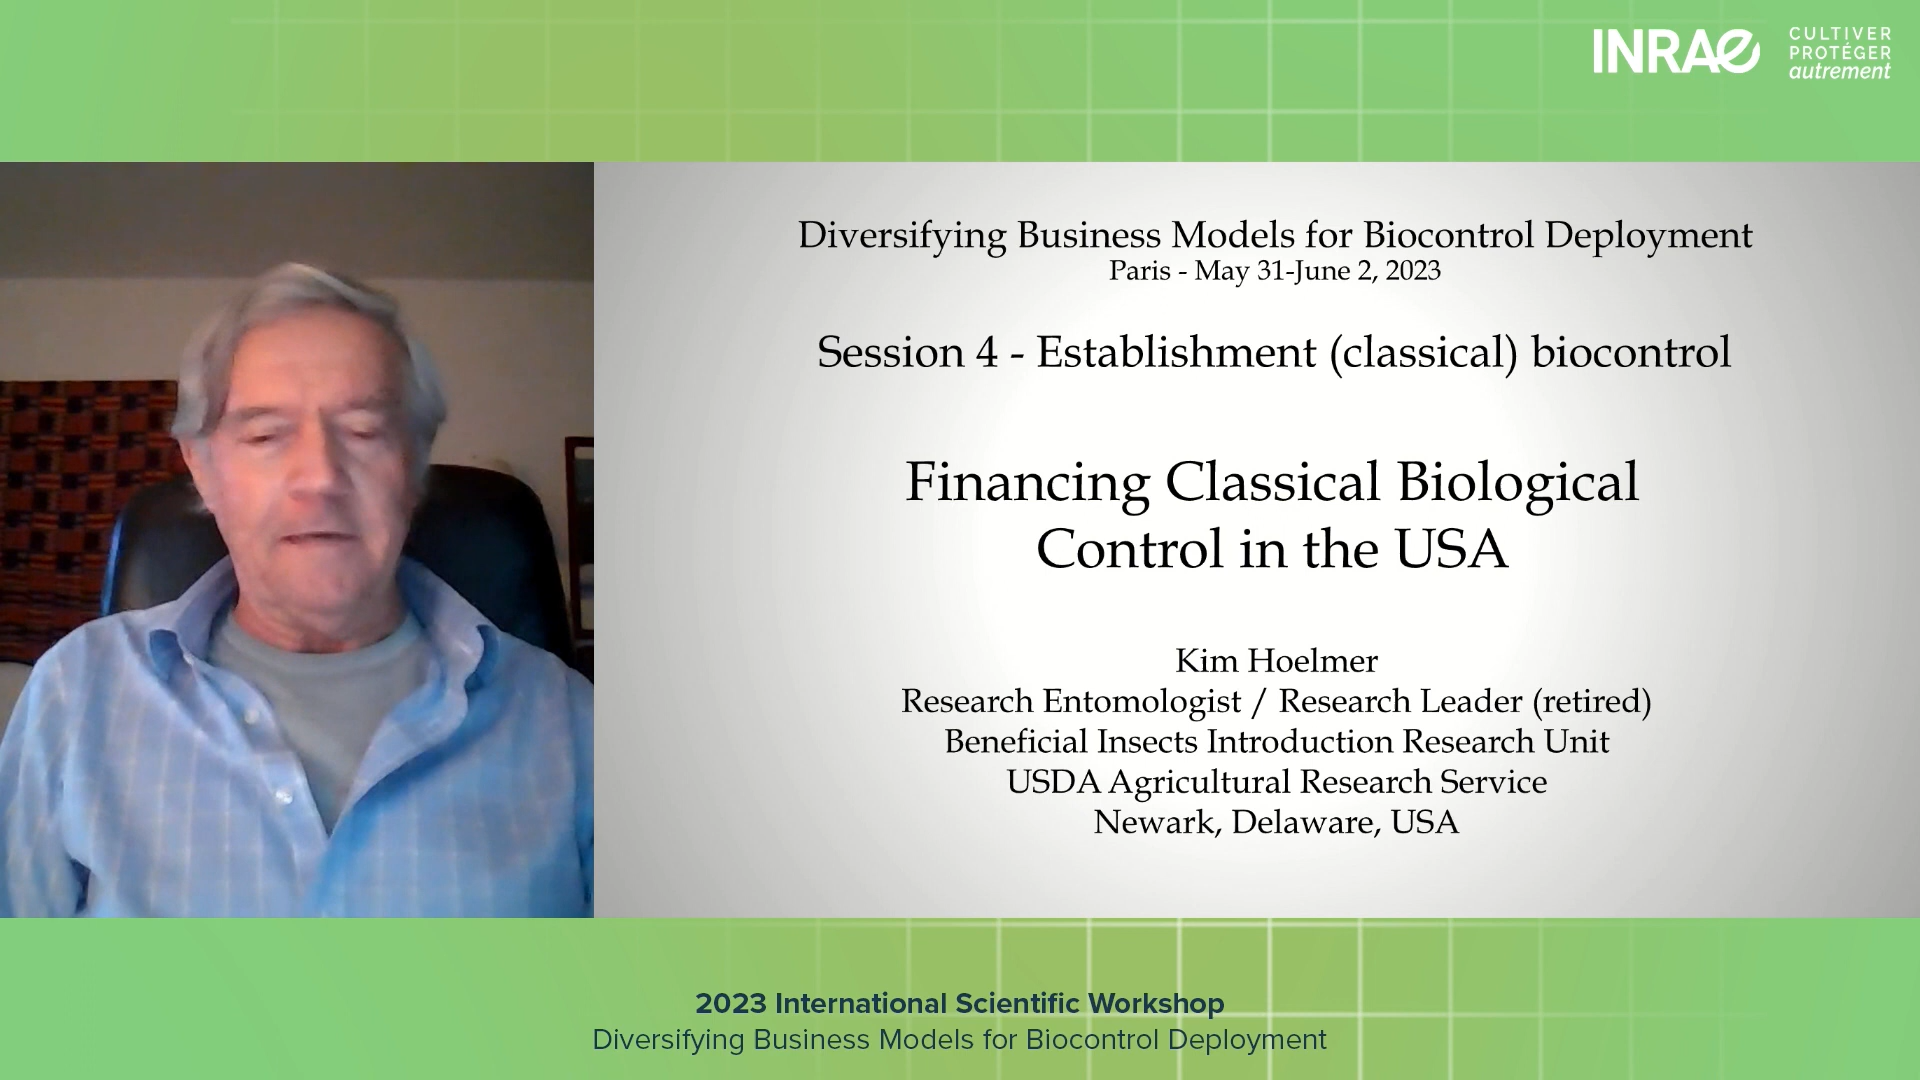 INRAE
CULTIVER
PROTÉGER
autrement
Diversifying Business Models for Biocontrol Deployment
Paris - May 31-June 2, 2023
Session 4 - Establishment (classical) biocontrol
Financing Classical Biological
Control in the USA
Kim Hoelmer
Research Entomologist / Research Leader (retired)
Beneficial Insects Introduction Research Unit
USDA Agricultural Research Service
Newark, Delaware, USA
2023 International Scientific Workshop
Diversifying Business Models for Biocontrol Deployment